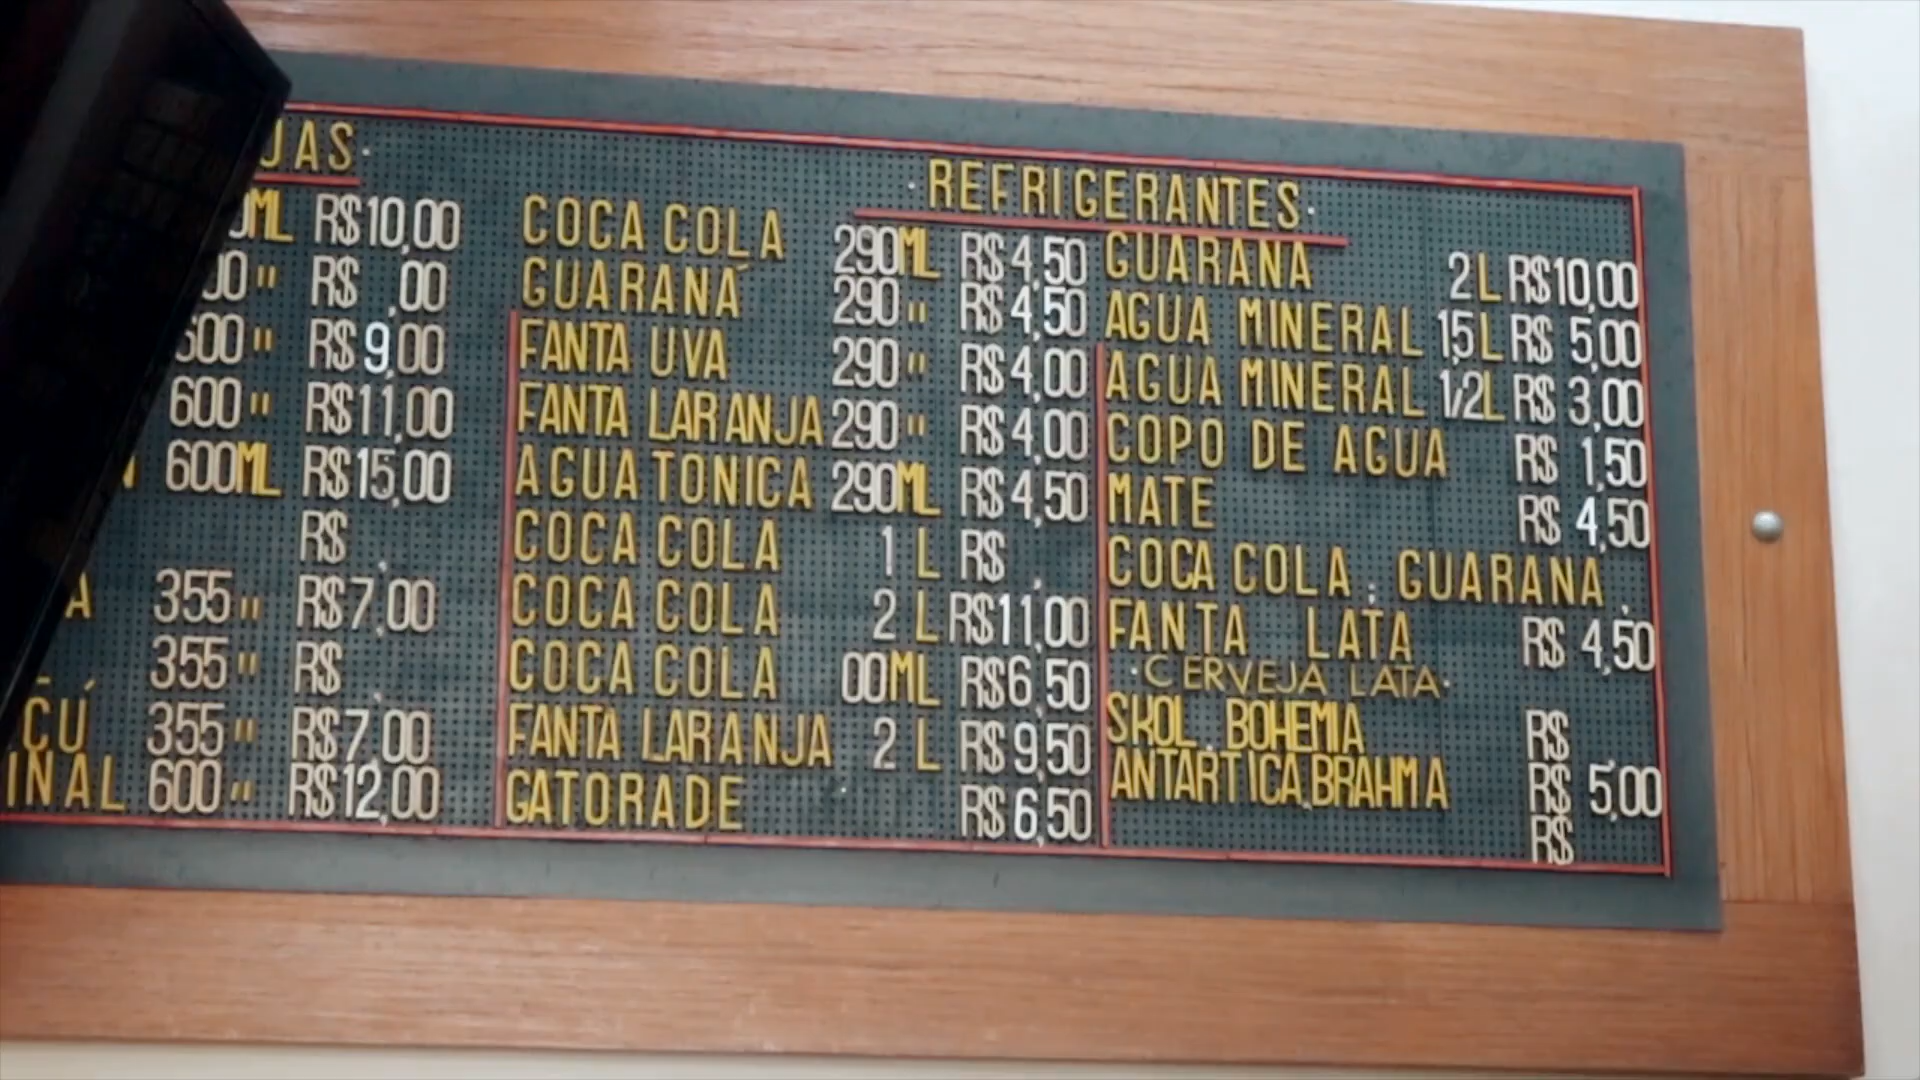 JAS.
ML R$10,00
00 " R$ ,00
500 " R$ 9,00
600 " R$11,00
600ML R$15,00
R$ ,
A 355 " R$7,00
355 " R$ ,
CÚ 355 " R$7,00
INAL 600 " R$12,00
.REFRIGERANTES.
COCA COLA 290ML R$4,50
GUARANÁ 290 " R$4,50
FANTA UVA 290 " R$4,00
FANTA LARANJA 290 " R$4,00
AGUA TONICA 290ML R$4,50
COCA COLA 1 L R$ ,
COCA COLA 2 L R$11,00
COCA COLA 00ML R$6,50
FANTA LARANJA 2 L R$9,50
GATORADE R$6,50
GUARANA 2L R$10,00
AGUA MINERAL 1,5L R$ 5,00
AGUA MINERAL 1/2L R$ 3,00
COPO DE AGUA R$ 1,50
MATE R$ 4,50
COCA COLA , GUARANA ,
FANTA LATA R$ 4,50
.CERVEJA LATA.
SKOL , BOHEMIA R$
ANTARTICA,BRAHMA R$ 5,00
R$